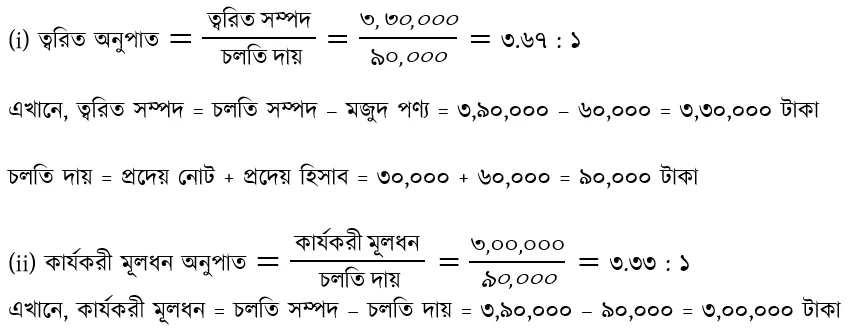 (i) ত্বরিত অনুপাত = ত্বরিত সম্পদ / চলতি দায় = ৩,৩০,০০০ / ৯০,০০০ = ৩.৬৭ : ১
এখানে, ত্বরিত সম্পদ = চলতি সম্পদ – মজুদ পণ্য = ৩,৯০,০০০ – ৬০,০০০ = ৩,৩০,০০০ টাকা
চলতি দায় = প্রদেয় নোট + প্রদেয় হিসাব = ৩০,০০০ + ৬০,০০০ = ৯০,০০০ টাকা
(ii) কার্যকরী মূলধন অনুপাত = কার্যকরী মূলধন / চলতি দায় = ৩,০০,০০০ / ৯০,০০০ = ৩.৩৩ : ১
এখানে, কার্যকরী মূলধন = চলতি সম্পদ – চলতি দায় = ৩,৯০,০০০ – ৯০,০০০ = ৩,০০,০০০ টাকা